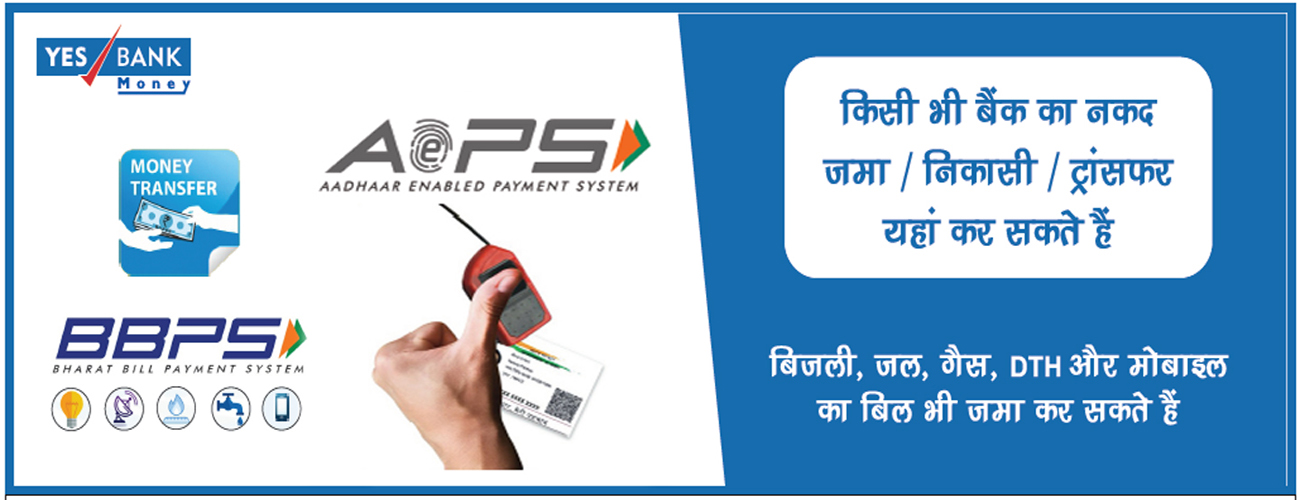 YES BANK
Money
MONEY
TRANSFER
AePS
AADHAAR ENABLED PAYMENT SYSTEM
BBPS
BHARAT BILL PAYMENT SYSTEM
किसी भी बैंक का नकद
जमा / निकासी / ट्रांसफर
यहां कर सकते हैं
बिजली, जल, गैस, DTH और मोबाइल
का बिल भी जमा कर सकते हैं